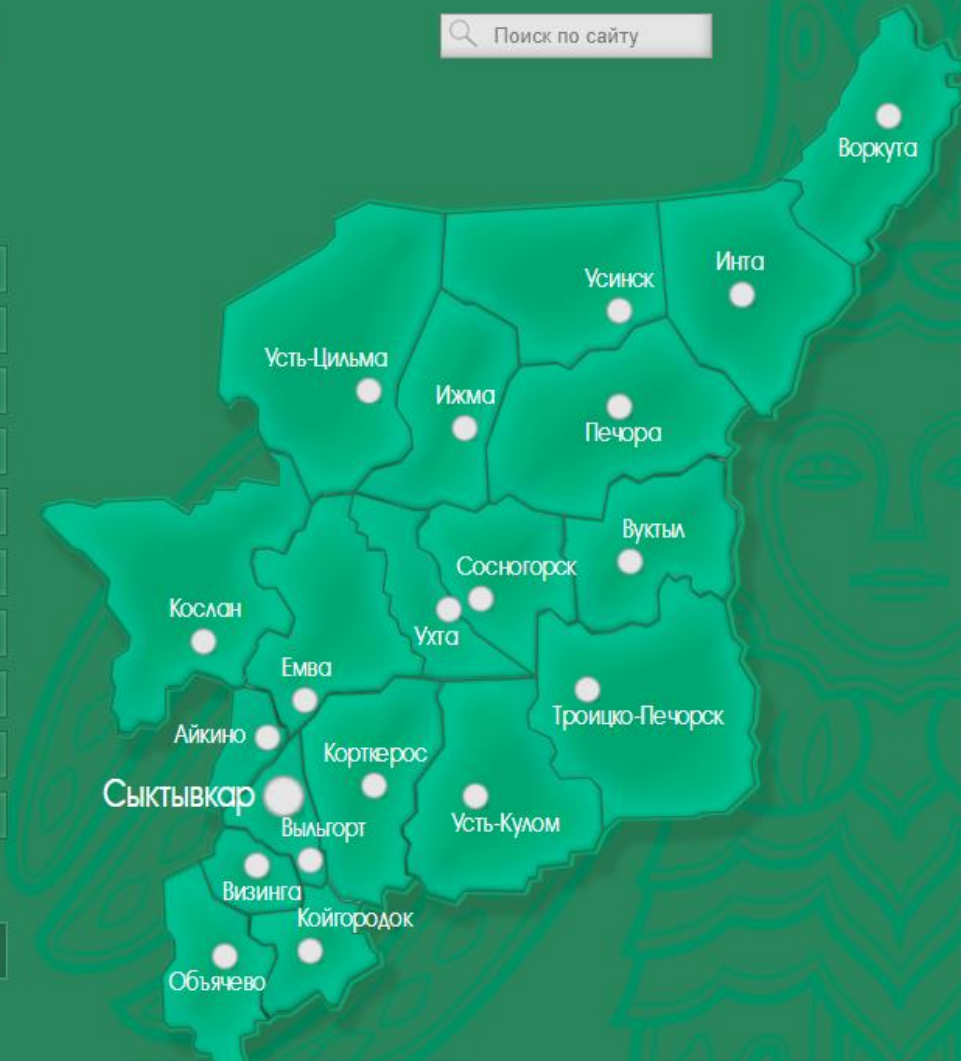 Поиск по сайту
Воркута
Инта
Усинск
Усть-Цильма
Ижма
Печора
Вуктыл
Сосногорск
Кослан
Ухта
Емва
Троицко-Печорск
Айкино
Корткерос
Сыктывкар
Усть-Кулом
Выльгорт
Визинга
Койгородок
Объячево